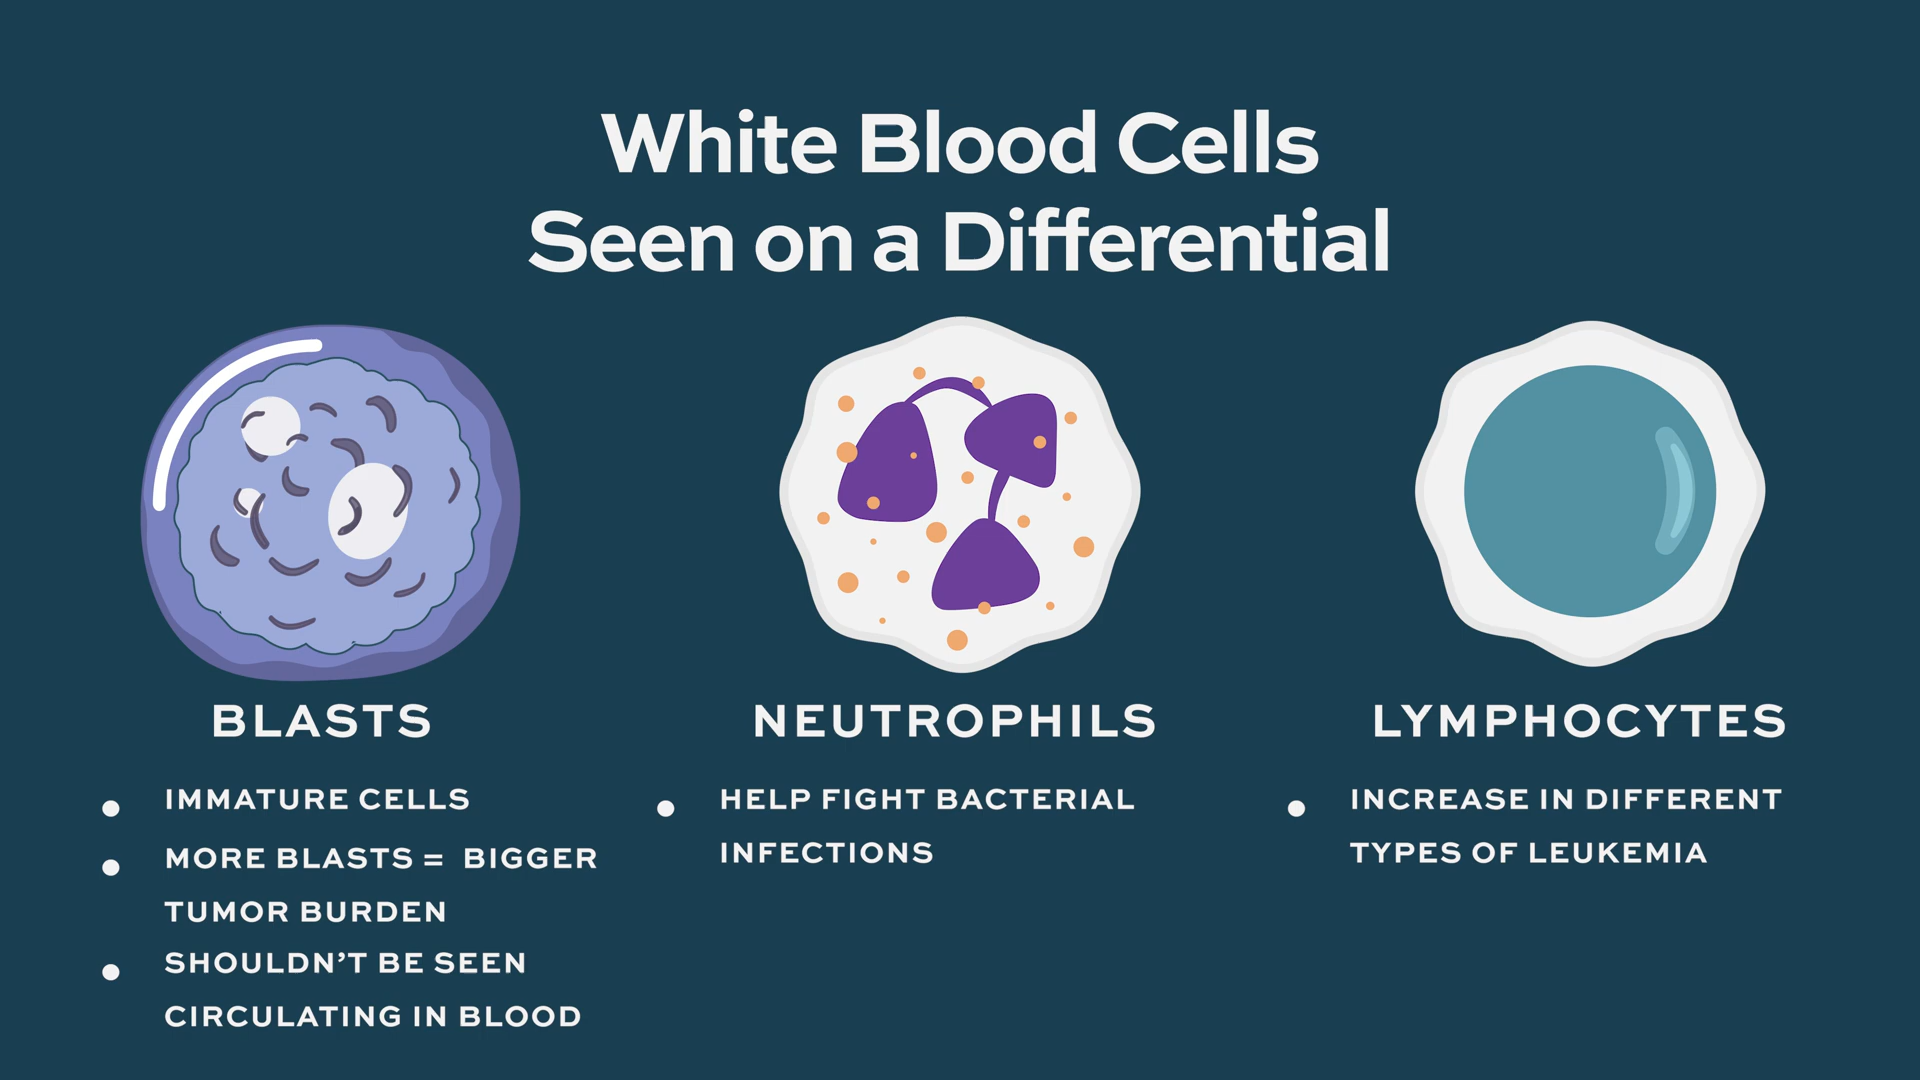 White Blood Cells
Seen on a Differential
BLASTS
• IMMATURE CELLS
• MORE BLASTS = BIGGER
TUMOR BURDEN
• SHOULDN'T BE SEEN
CIRCULATING IN BLOOD
NEUTROPHILS
• HELP FIGHT BACTERIAL
INFECTIONS
LYMPHOCYTES
• INCREASE IN DIFFERENT
TYPES OF LEUKEMIA